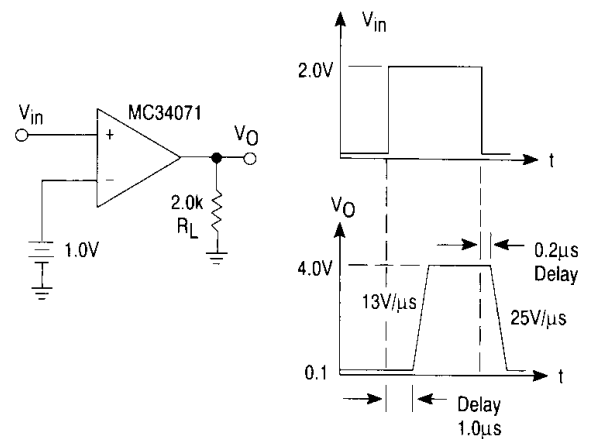 Vin
MC34071
+
−
VO
2.0k
RL
1.0V
Vin
2.0V
t
VO
4.0V
0.2μs
Delay
13V/μs
25V/μs
0.1
t
Delay
1.0μs